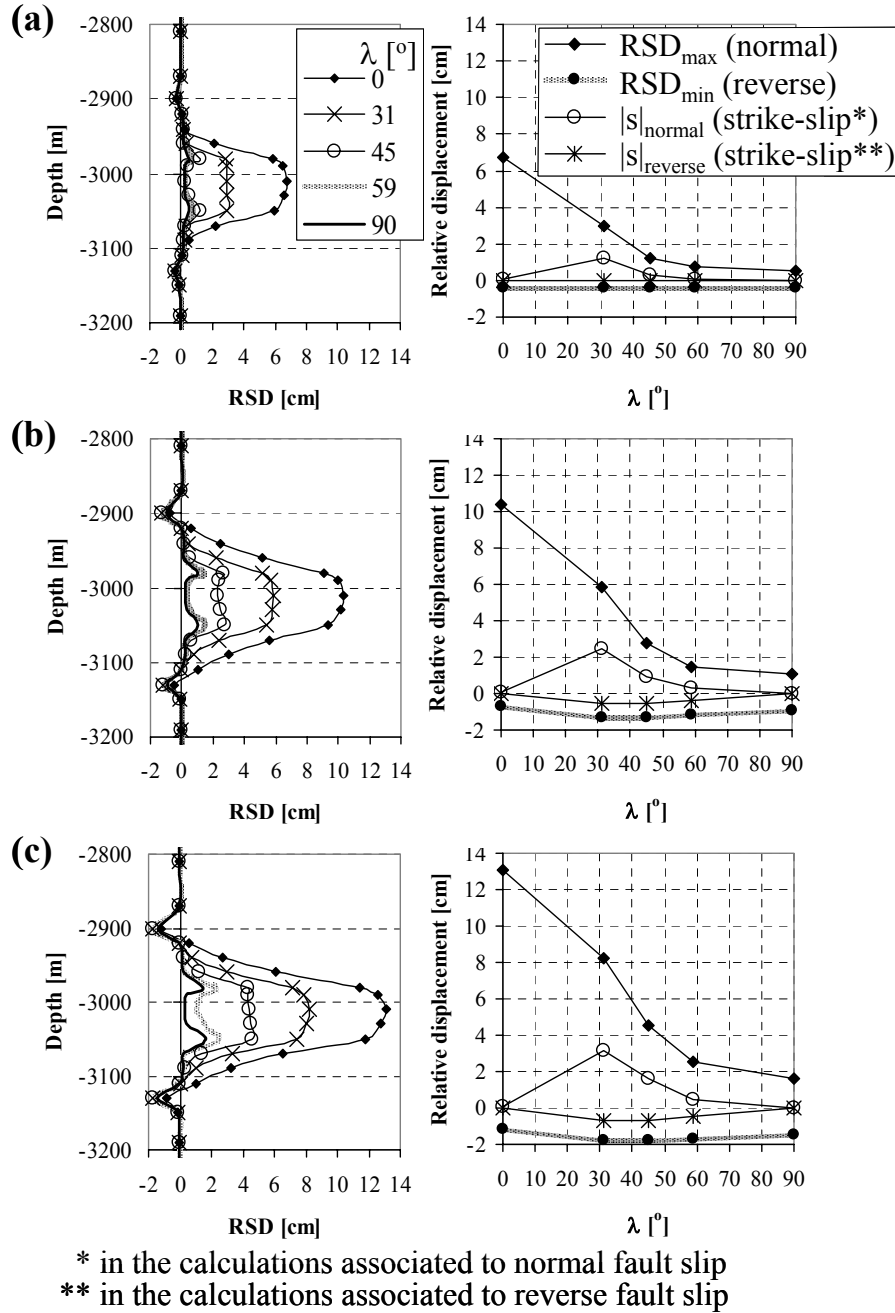 (a)
-2800
-2900
-3000
-3100
-3200
Depth [m]
-2 0 2 4 6 8 10 12 14
RSD [cm]
λ [º]
0
31
45
59
90
14
12
10
8
6
4
2
0
-2
Relative displacement [cm]
0 10 20 30 40 50 60 70 80 90
λ [º]
RSDmax (normal)
RSDmin (reverse)
|s|normal (strike-slip*)
|s|reverse (strike-slip**)
(b)
-2800
-2900
-3000
-3100
-3200
Depth [m]
-2 0 2 4 6 8 10 12 14
RSD [cm]
14
12
10
8
6
4
2
0
-2
Relative displacement [cm]
0 10 20 30 40 50 60 70 80 90
λ [º]
(c)
-2800
-2900
-3000
-3100
-3200
Depth [m]
-2 0 2 4 6 8 10 12 14
RSD [cm]
14
12
10
8
6
4
2
0
-2
Relative displacement [cm]
0 10 20 30 40 50 60 70 80 90
λ [º]
* in the calculations associated to normal fault slip
** in the calculations associated to reverse fault slip